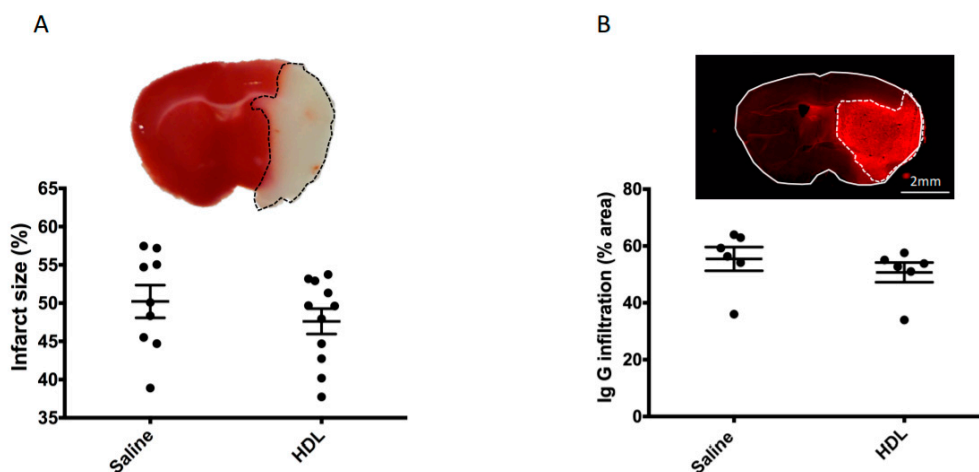 A
B
2mm
Infarct size (%)
65
60
55
50
45
40
35
Saline
HDL
Ig G infiltration (% area)
80
60
40
20
0
Saline
HDL